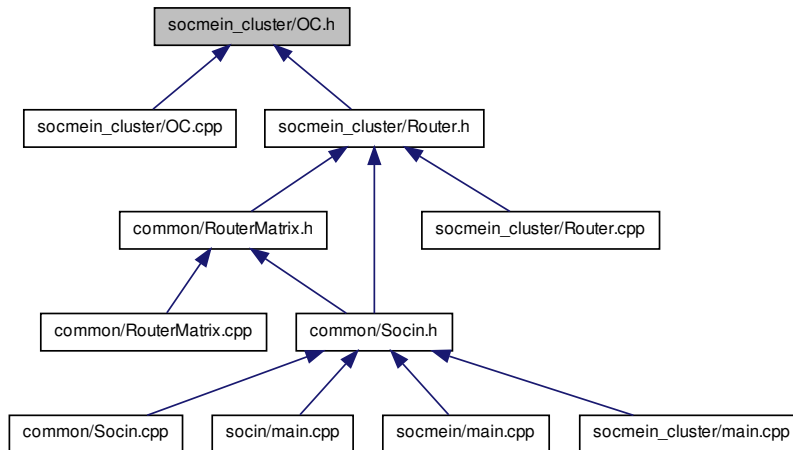 socmein_cluster/OC.h
socmein_cluster/OC.cpp
socmein_cluster/Router.h
common/RouterMatrix.h
socmein_cluster/Router.cpp
common/RouterMatrix.cpp
common/Socin.h
common/Socin.cpp
socin/main.cpp
socmein/main.cpp
socmein_cluster/main.cpp